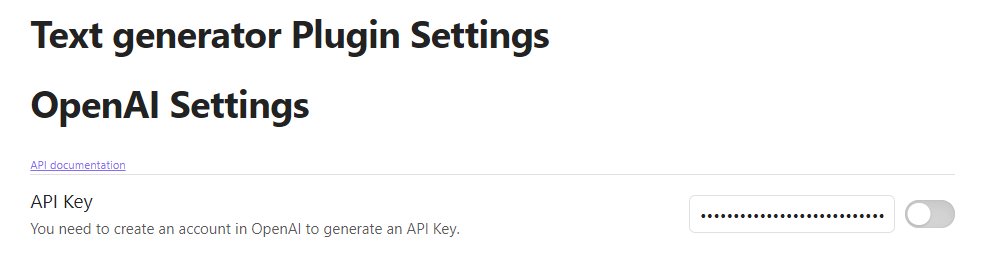 Text generator Plugin Settings
OpenAI Settings
API documentation
API Key
You need to create an account in OpenAI to generate an API Key.
••••••••••••••••••••••••••••